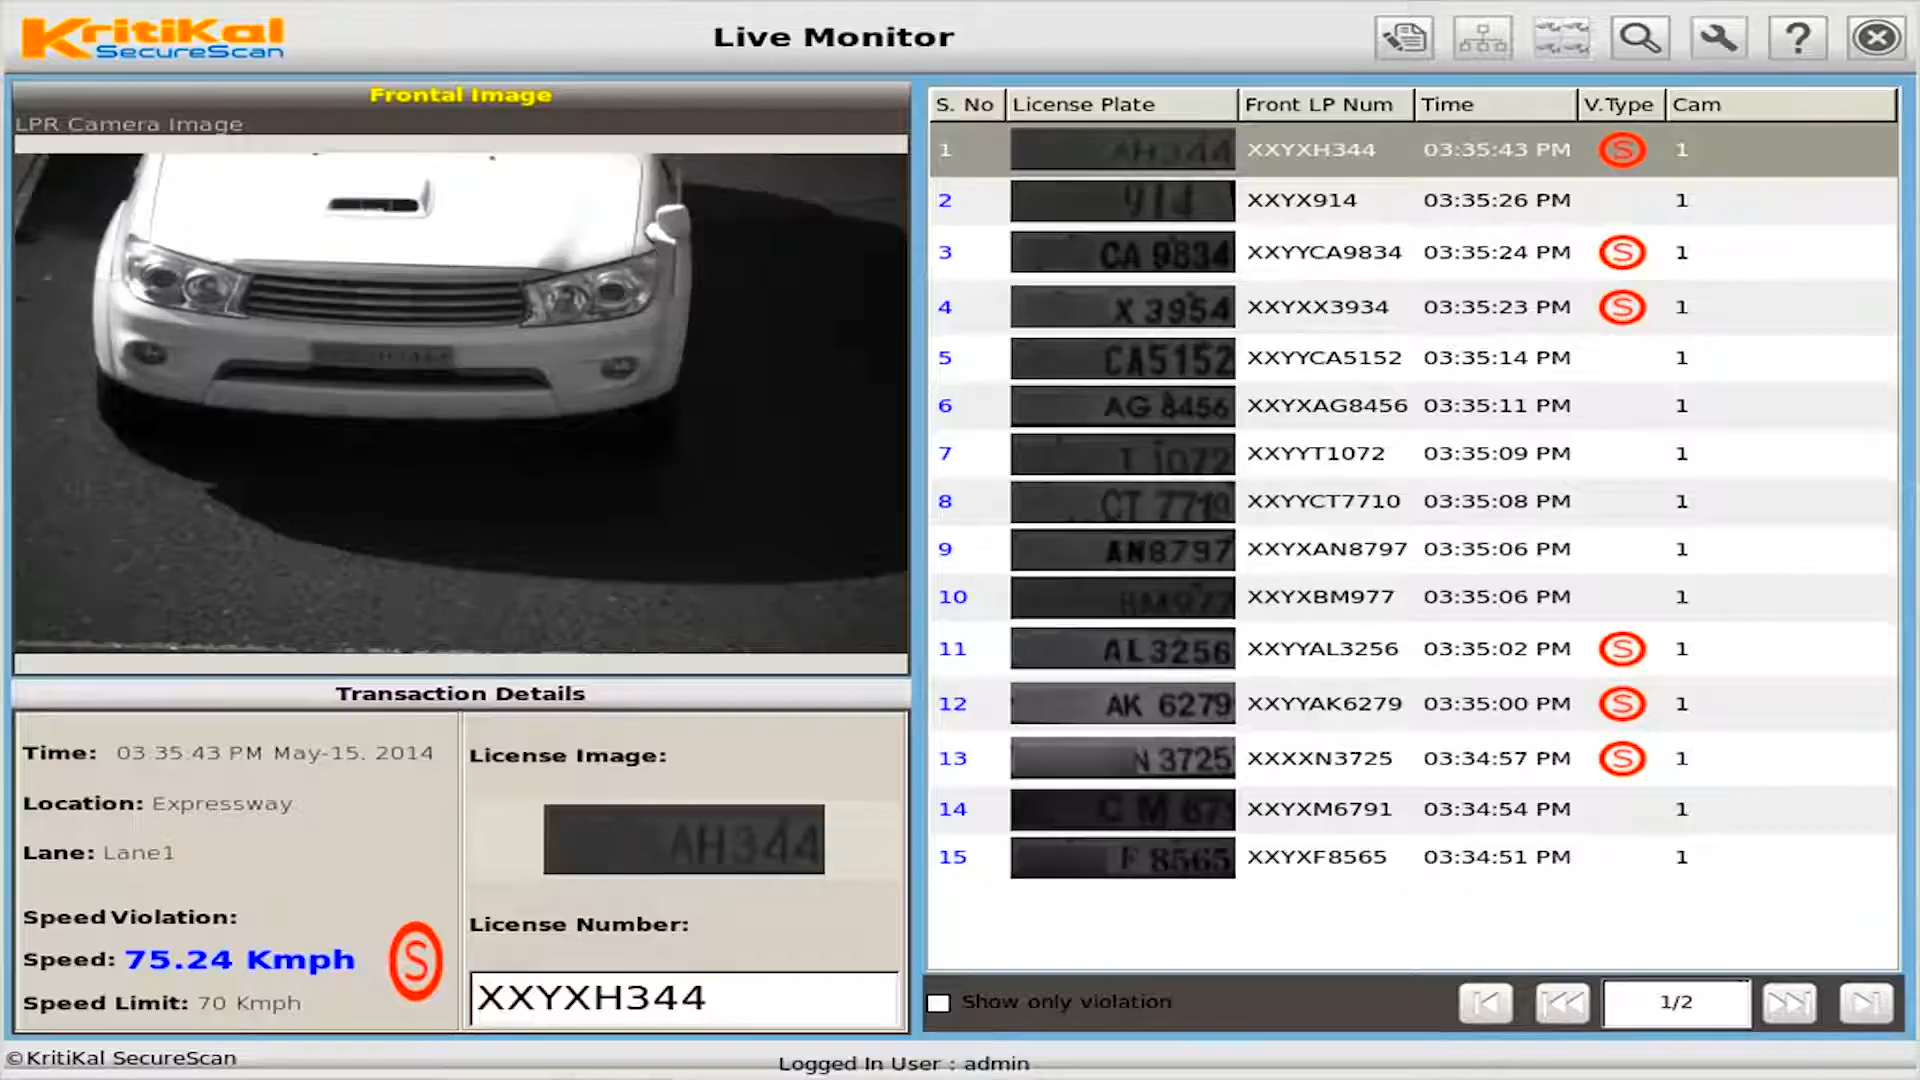 KritiKal
SecureScan
Live Monitor
Frontal Image
LPR Camera Image
S. No License Plate Front LP Num Time V.Type Cam
1 AH344 XXYXH344 03:35:43 PM S 1
2 914 XXYX914 03:35:26 PM 1
3 CA 9834 XXYYCA9834 03:35:24 PM S 1
4 X 3954 XXYXX3934 03:35:23 PM S 1
5 CA5152 XXYYCA5152 03:35:14 PM 1
6 AG 8456 XXYXAG8456 03:35:11 PM 1
7 T 1072 XXYYT1072 03:35:09 PM 1
8 CT 7710 XXYYCT7710 03:35:08 PM 1
9 AN8797 XXYXAN8797 03:35:06 PM 1
10 BM977 XXYXBM977 03:35:06 PM 1
11 AL3256 XXYYAL3256 03:35:02 PM S 1
12 AK 6279 XXYYAK6279 03:35:00 PM S 1
13 N 3725 XXXXN3725 03:34:57 PM S 1
14 C M 679 XXYXM6791 03:34:54 PM 1
15 F 8565 XXYXF8565 03:34:51 PM 1
Transaction Details
Time: 03:35:43 PM May-15, 2014
Location: Expressway
Lane: Lane1
Speed Violation:
Speed: 75.24 Kmph S
Speed Limit: 70 Kmph
License Image:
AH344
License Number:
XXYXH344
Show only violation
1/2
©KritiKal SecureScan
Logged In User : admin